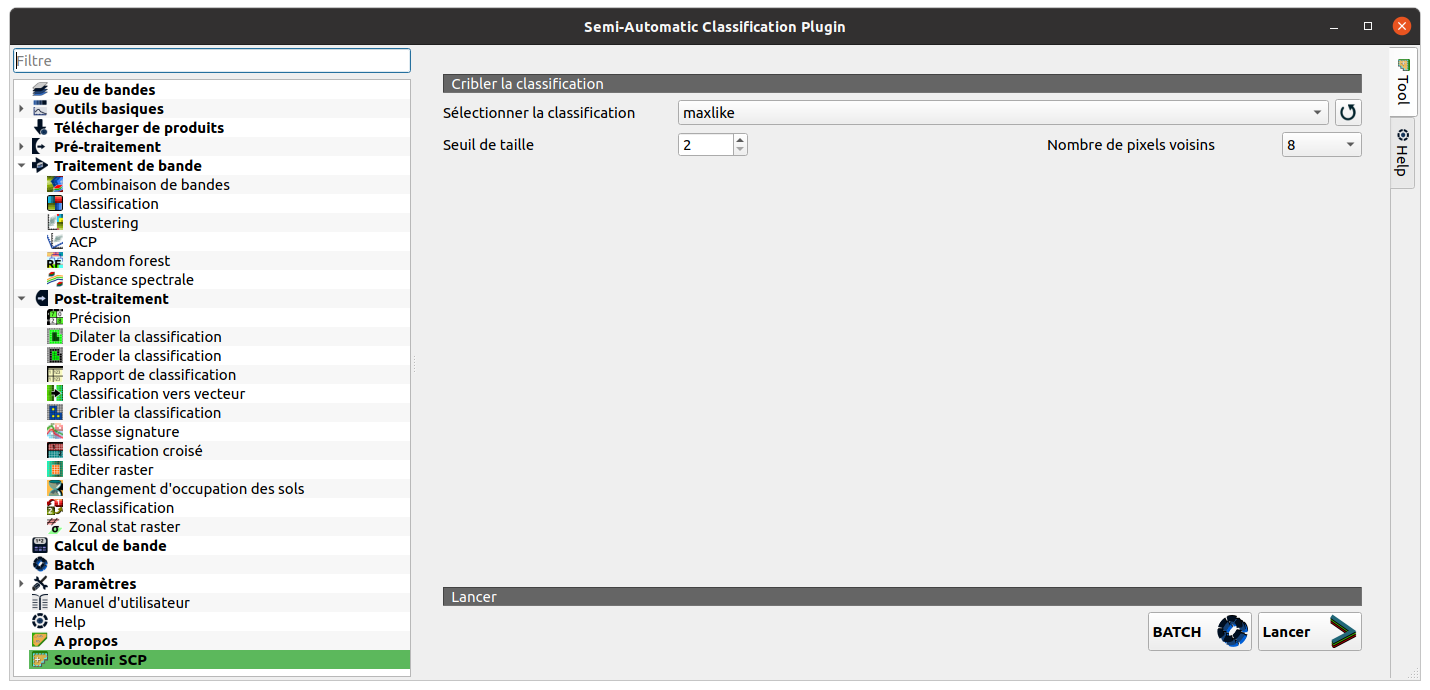 Semi-Automatic Classification Plugin
Filtre
Jeu de bandes
Outils basiques
Télécharger de produits
Pré-traitement
Traitement de bande
Combinaison de bandes
Classification
Clustering
ACP
Random forest
Distance spectrale
Post-traitement
Précision
Dilater la classification
Eroder la classification
Rapport de classification
Classification vers vecteur
Cribler la classification
Classe signature
Classification croisé
Editer raster
Changement d'occupation des sols
Reclassification
Zonal stat raster
Calcul de bande
Batch
Paramètres
Manuel d'utilisateur
Help
A propos
Soutenir SCP
Cribler la classification
Sélectionner la classification maxlike
Seuil de taille 2 Nombre de pixels voisins 8
Lancer
BATCH Lancer
Tool
Help